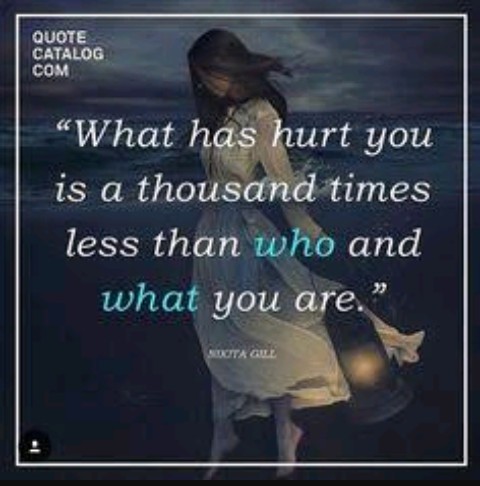 QUOTE
CATALOG
COM
“What has hurt you
is a thousand times
less than who and
what you are.”
NIKITA GILL